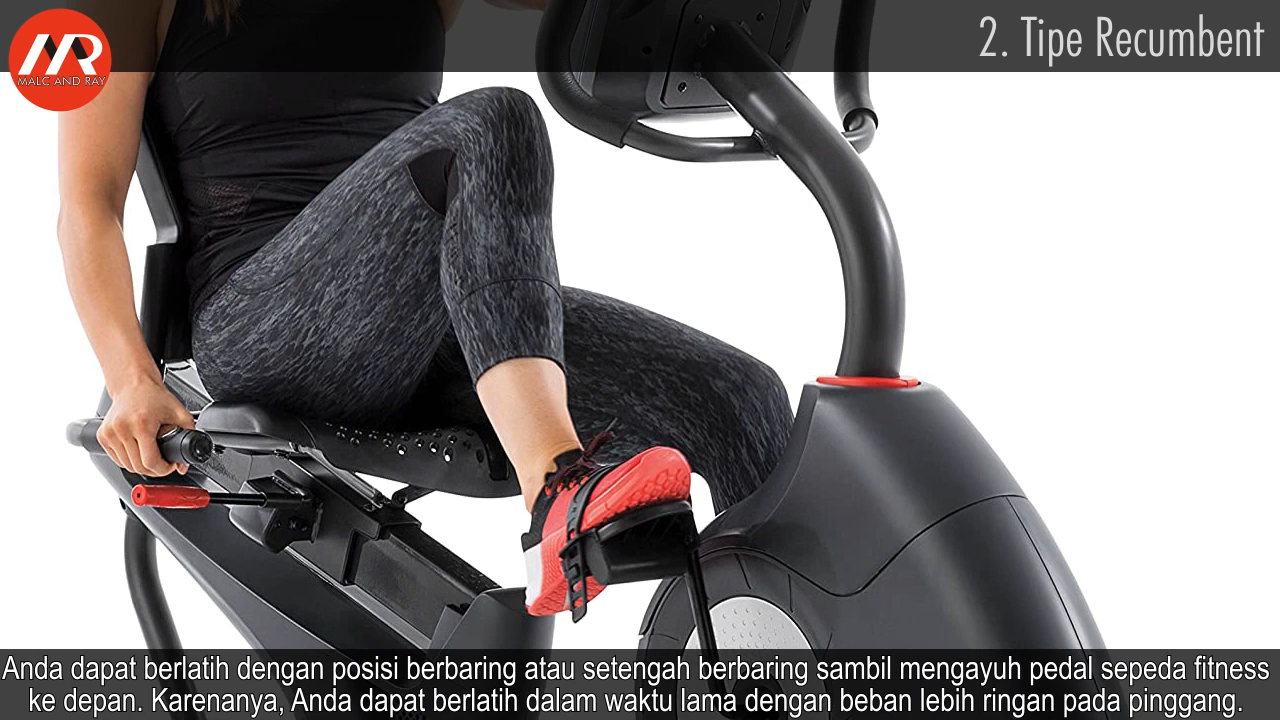 2. Tipe Recumbent
MR
MALC AND RAY
Anda dapat berlatih dengan posisi berbaring atau setengah berbaring sambil mengayuh pedal sepeda fitness
ke depan. Karenanya, Anda dapat berlatih dalam waktu lama dengan beban lebih ringan pada pinggang.